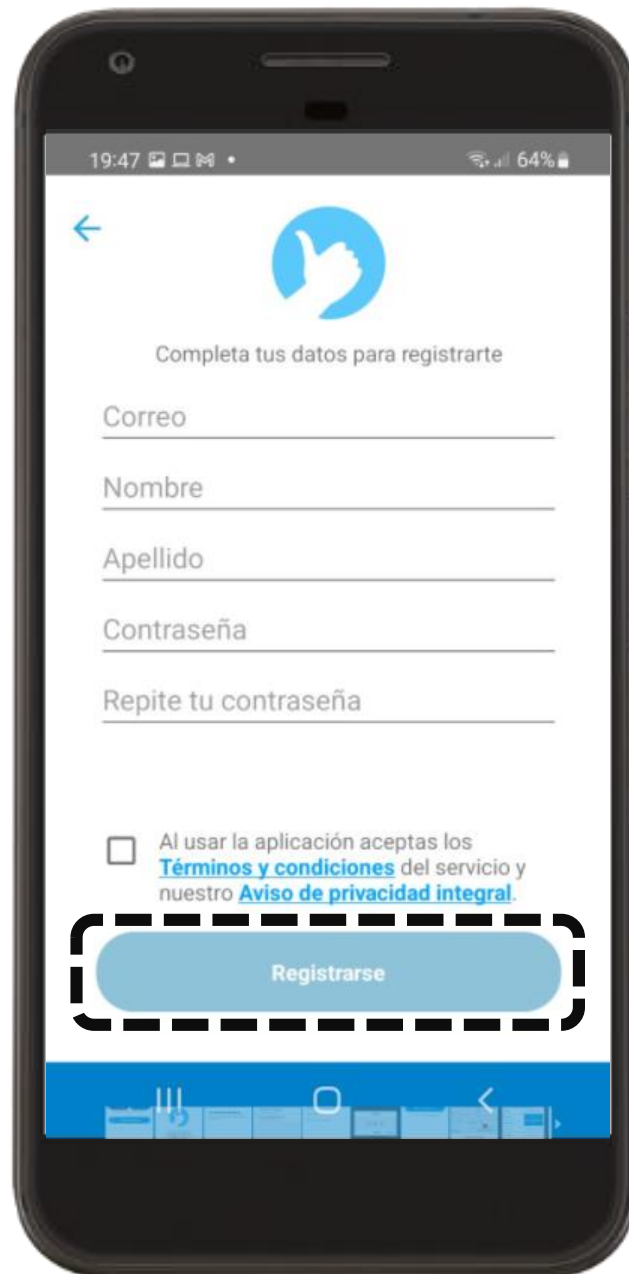 19:47 64%
Completa tus datos para registrarte
Correo
Nombre
Apellido
Contraseña
Repite tu contraseña
Al usar la aplicación aceptas los
Términos y condiciones del servicio y
nuestro Aviso de privacidad integral.
Registrarse